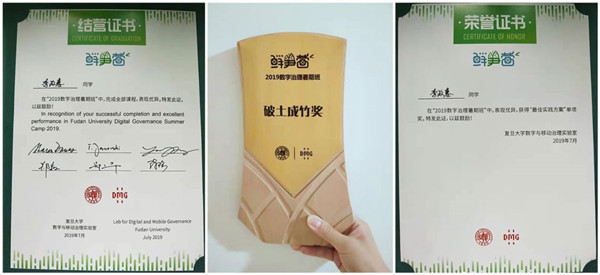 结营证书
CERTIFICATE OF GRADUATION
鲜笋营
同学
在“2019数字治理暑期班”中,完成全部课程,表现优异,特发此证,
以兹鼓励!
In recognition of your successful completion and excellent
performance in Fudan University Digital Governance Summer
Camp 2019.
DMG
复旦大学
数字与移动治理实验室
2019年7月
Lab for Digital and Mobile Governance
Fudan University
July 2019
鲜笋营
2019数字治理暑期班
破土成竹奖
DMG
荣誉证书
CERTIFICATE OF HONOR
鲜笋营
同学
在“2019数字治理暑期班”中,表现优异,获得“最佳实践方案”单项
奖,特发此证,以兹鼓励!
复旦大学数字与移动治理实验室
2019年7月
DMG